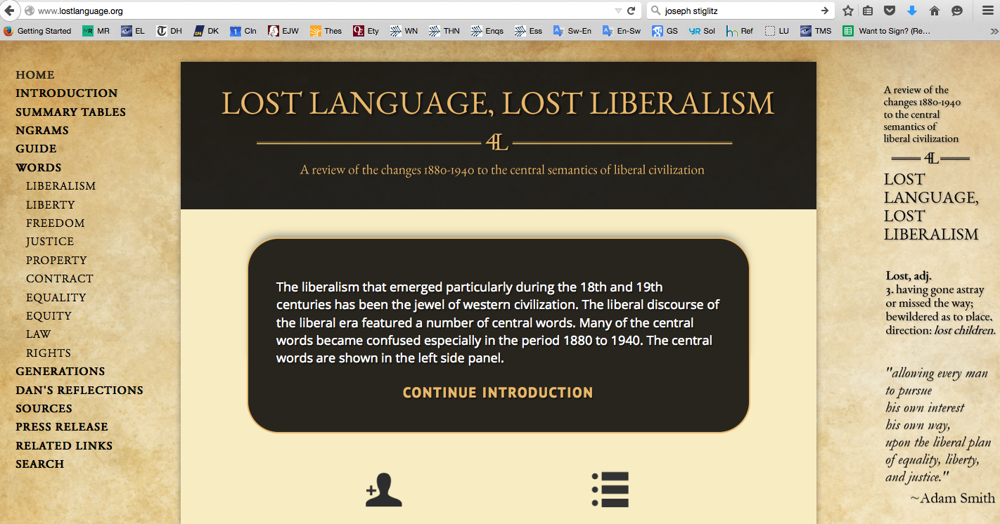 www.lostlanguage.org
joseph stiglitz
Getting Started MR EL DH DK Cln EJW Thes Ety WN THN Enqs Ess Sw-En En-Sw GS Sol Ref LU TMS Want to Sign? (Re…
HOME
INTRODUCTION
SUMMARY TABLES
NGRAMS
GUIDE
WORDS
LIBERALISM
LIBERTY
FREEDOM
JUSTICE
PROPERTY
CONTRACT
EQUALITY
EQUITY
LAW
RIGHTS
GENERATIONS
DAN'S REFLECTIONS
SOURCES
PRESS RELEASE
RELATED LINKS
SEARCH
LOST LANGUAGE, LOST LIBERALISM
4L
A review of the changes 1880-1940 to the central semantics of liberal civilization
The liberalism that emerged particularly during the 18th and 19th
centuries has been the jewel of western civilization. The liberal discourse of
the liberal era featured a number of central words. Many of the central
words became confused especially in the period 1880 to 1940. The central
words are shown in the left side panel.
CONTINUE INTRODUCTION
A review of the
changes 1880-1940
to the central
semantics of
liberal civilization
4L
LOST
LANGUAGE,
LOST
LIBERALISM
Lost, adj.
3. having gone astray
or missed the way;
bewildered as to place,
direction: lost children.
"allowing every man
to pursue
his own interest
his own way,
upon the liberal plan
of equality, liberty,
and justice."
~Adam Smith